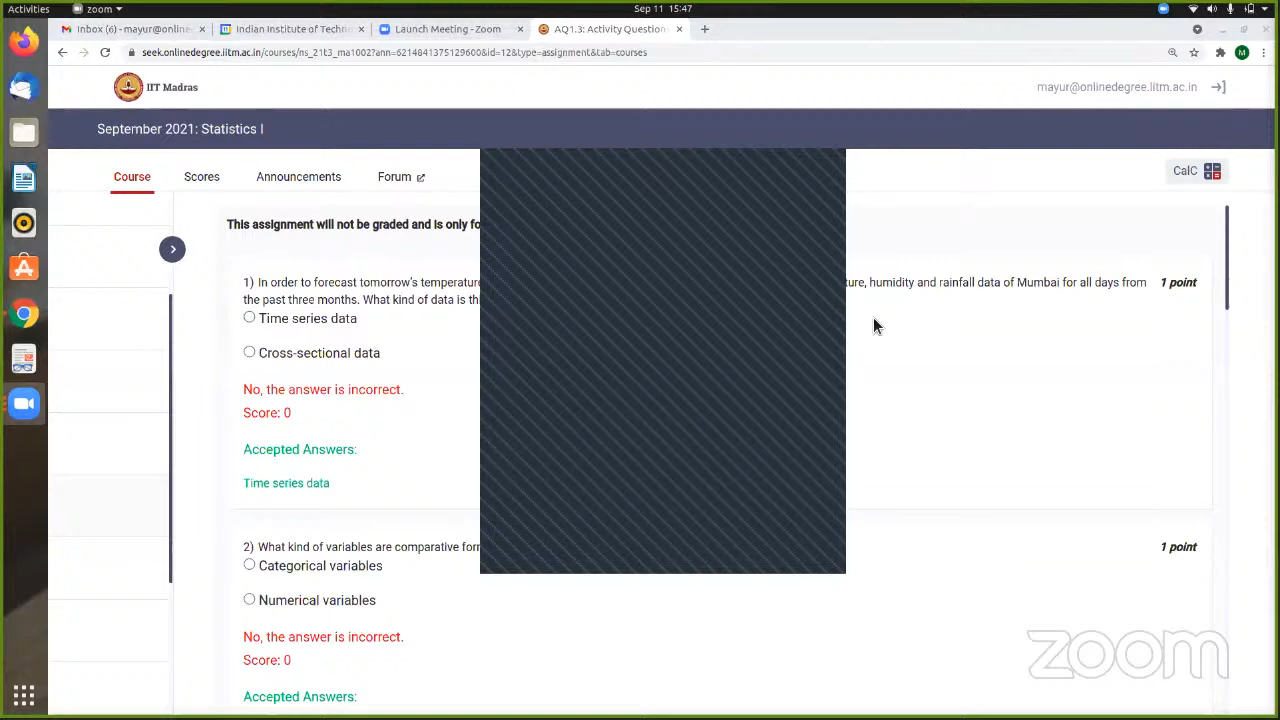 Activities zoom Sep 11 15:47
Inbox (6) - mayur@online Indian Institute of Techn Launch Meeting - Zoom AQ1.3: Activity Question
seek.onlinedegree.iitm.ac.in/courses/ns_21t3_ma1002?ann=6214841375129600&id=12&type=assignment&tab=courses M
IIT Madras mayur@onlinedegree.iitm.ac.in
September 2021: Statistics I
Course Scores Announcements Forum CalC
This assignment will not be graded and is only
1) In order to forecast tomorrow's temperature humidity and rainfall data of Mumbai for all days from 1 point
the past three months. What kind of data is
Time series data
Cross-sectional data
No, the answer is incorrect.
Score: 0
Accepted Answers:
Time series data
2) What kind of variables are comparative 1 point
Categorical variables
Numerical variables
No, the answer is incorrect.
Score: 0
Accepted Answers:
zoom